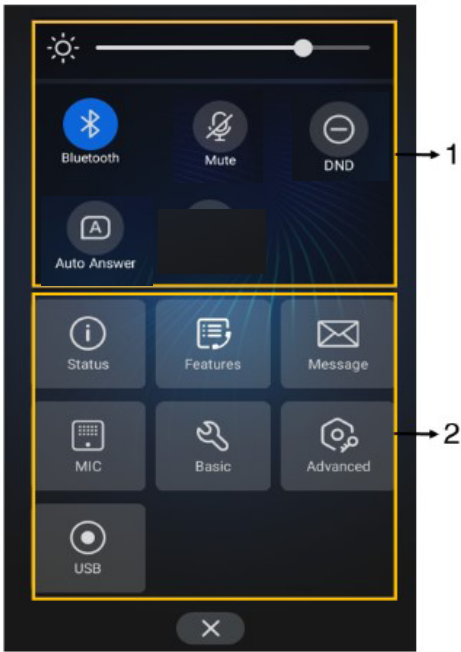 Bluetooth
Mute
DND
1
A
Auto Answer
Status
Features
Message
MIC
Basic
Advanced
2
USB